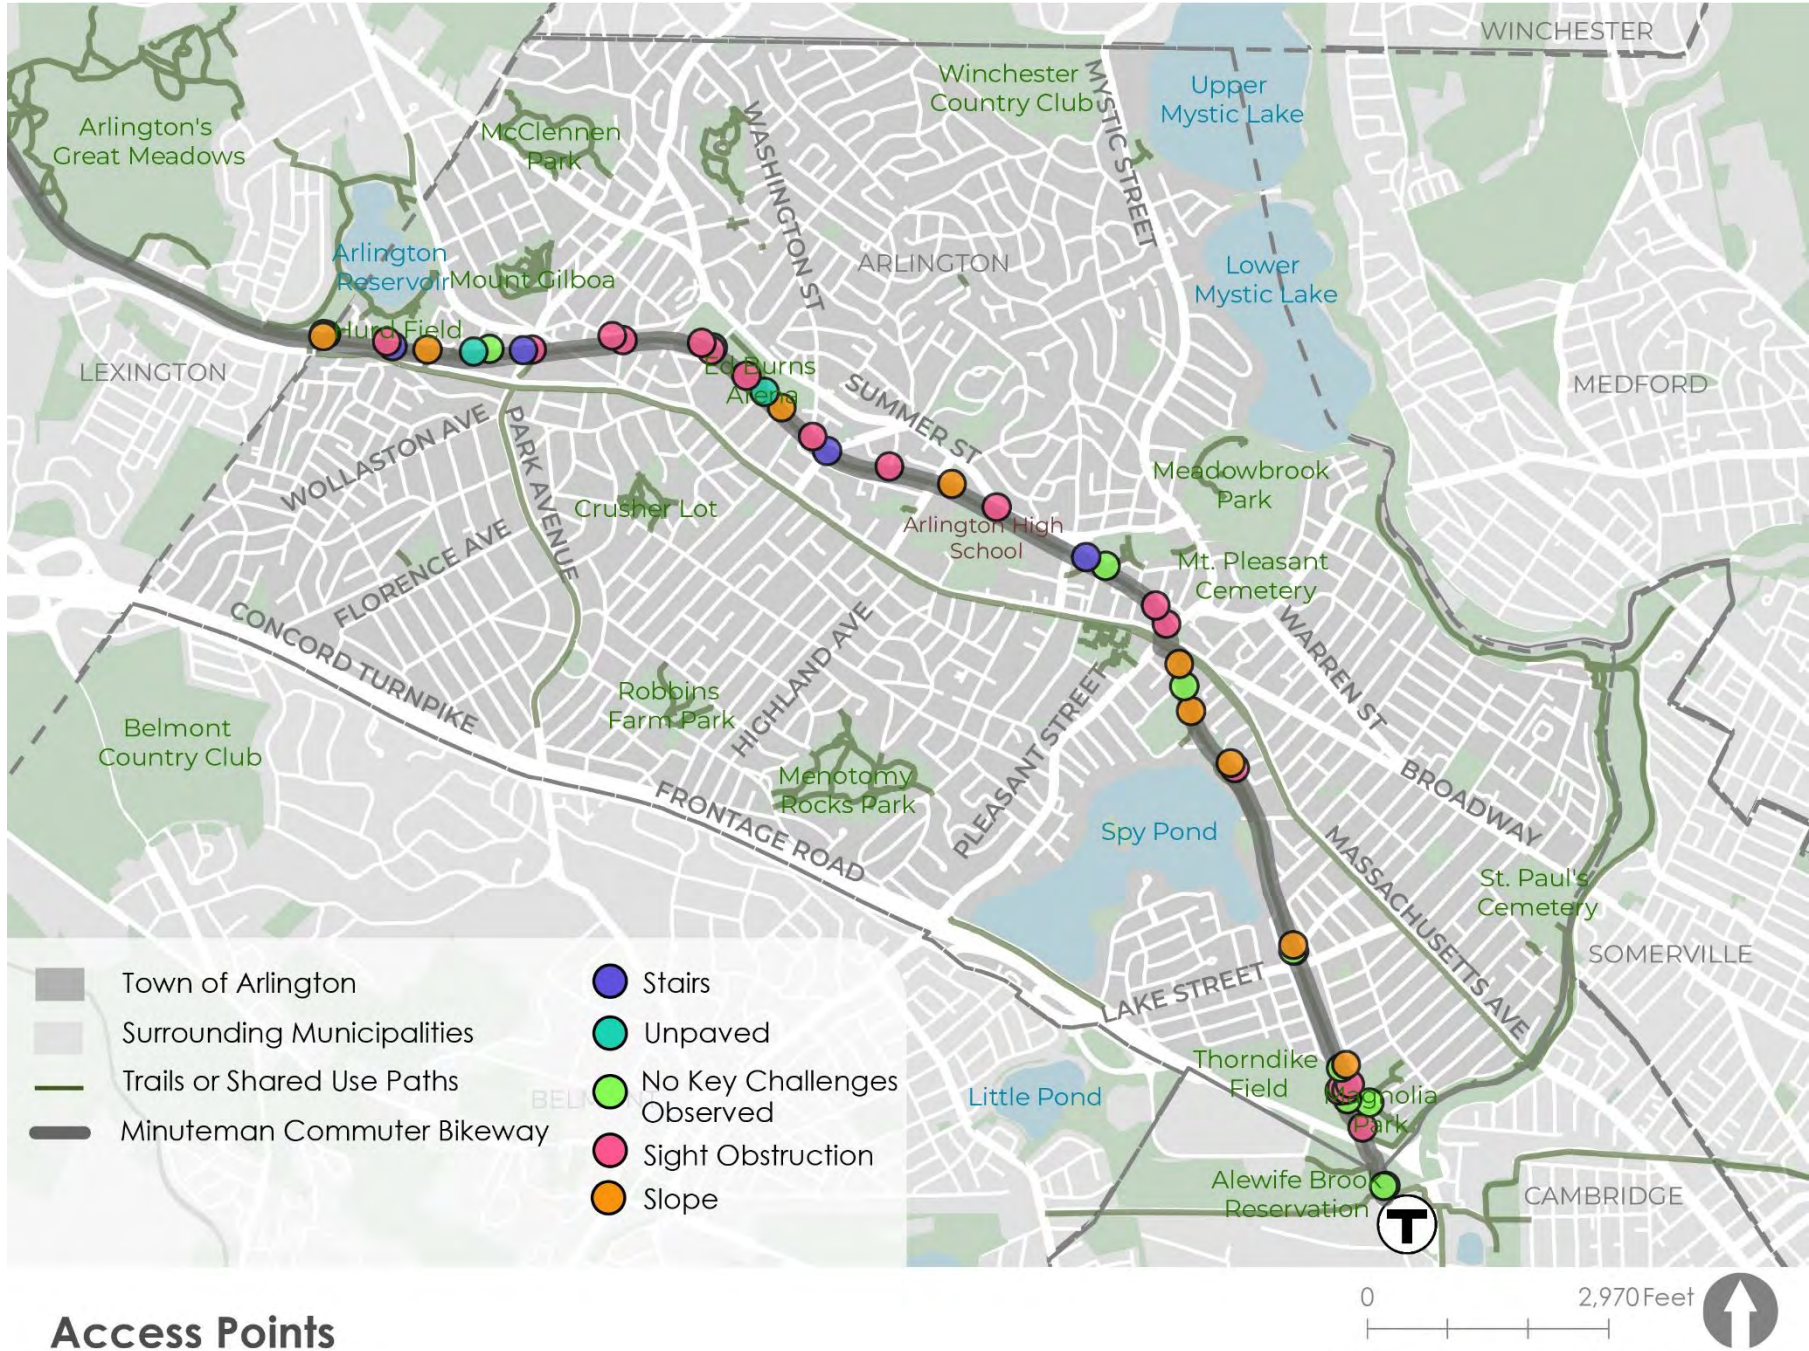 WINCHESTER
Winchester
Country Club
MYSTIC STREET
Upper
Mystic Lake
Arlington's
Great Meadows
McClennen
Park
WASHINGTON ST
Arlington
Reservoir
Mount Gilboa
ARLINGTON
Lower
Mystic Lake
Hurd Field
LEXINGTON
Ed Burns
Arena
SUMMER ST
MEDFORD
WOLLASTON AVE
PARK AVENUE
Meadowbrook
Park
Crusher Lot
Arlington High
School
FLORENCE AVE
Mt. Pleasant
Cemetery
CONCORD TURNPIKE
HIGHLAND AVE
WARREN ST
Robbins
Farm Park
PLEASANT STREET
Belmont
Country Club
Menotomy
Rocks Park
BROADWAY
FRONTAGE ROAD
Spy Pond
MASSACHUSETTS AVE
St. Paul's
Cemetery
SOMERVILLE
LAKE STREET
Thorndike
Field
Little Pond
Magnolia
Park
Alewife Brook
Reservation
CAMBRIDGE
T
BELMONT
Town of Arlington
Surrounding Municipalities
Trails or Shared Use Paths
Minuteman Commuter Bikeway
Stairs
Unpaved
No Key Challenges
Observed
Sight Obstruction
Slope
0 2,970 Feet
Access Points